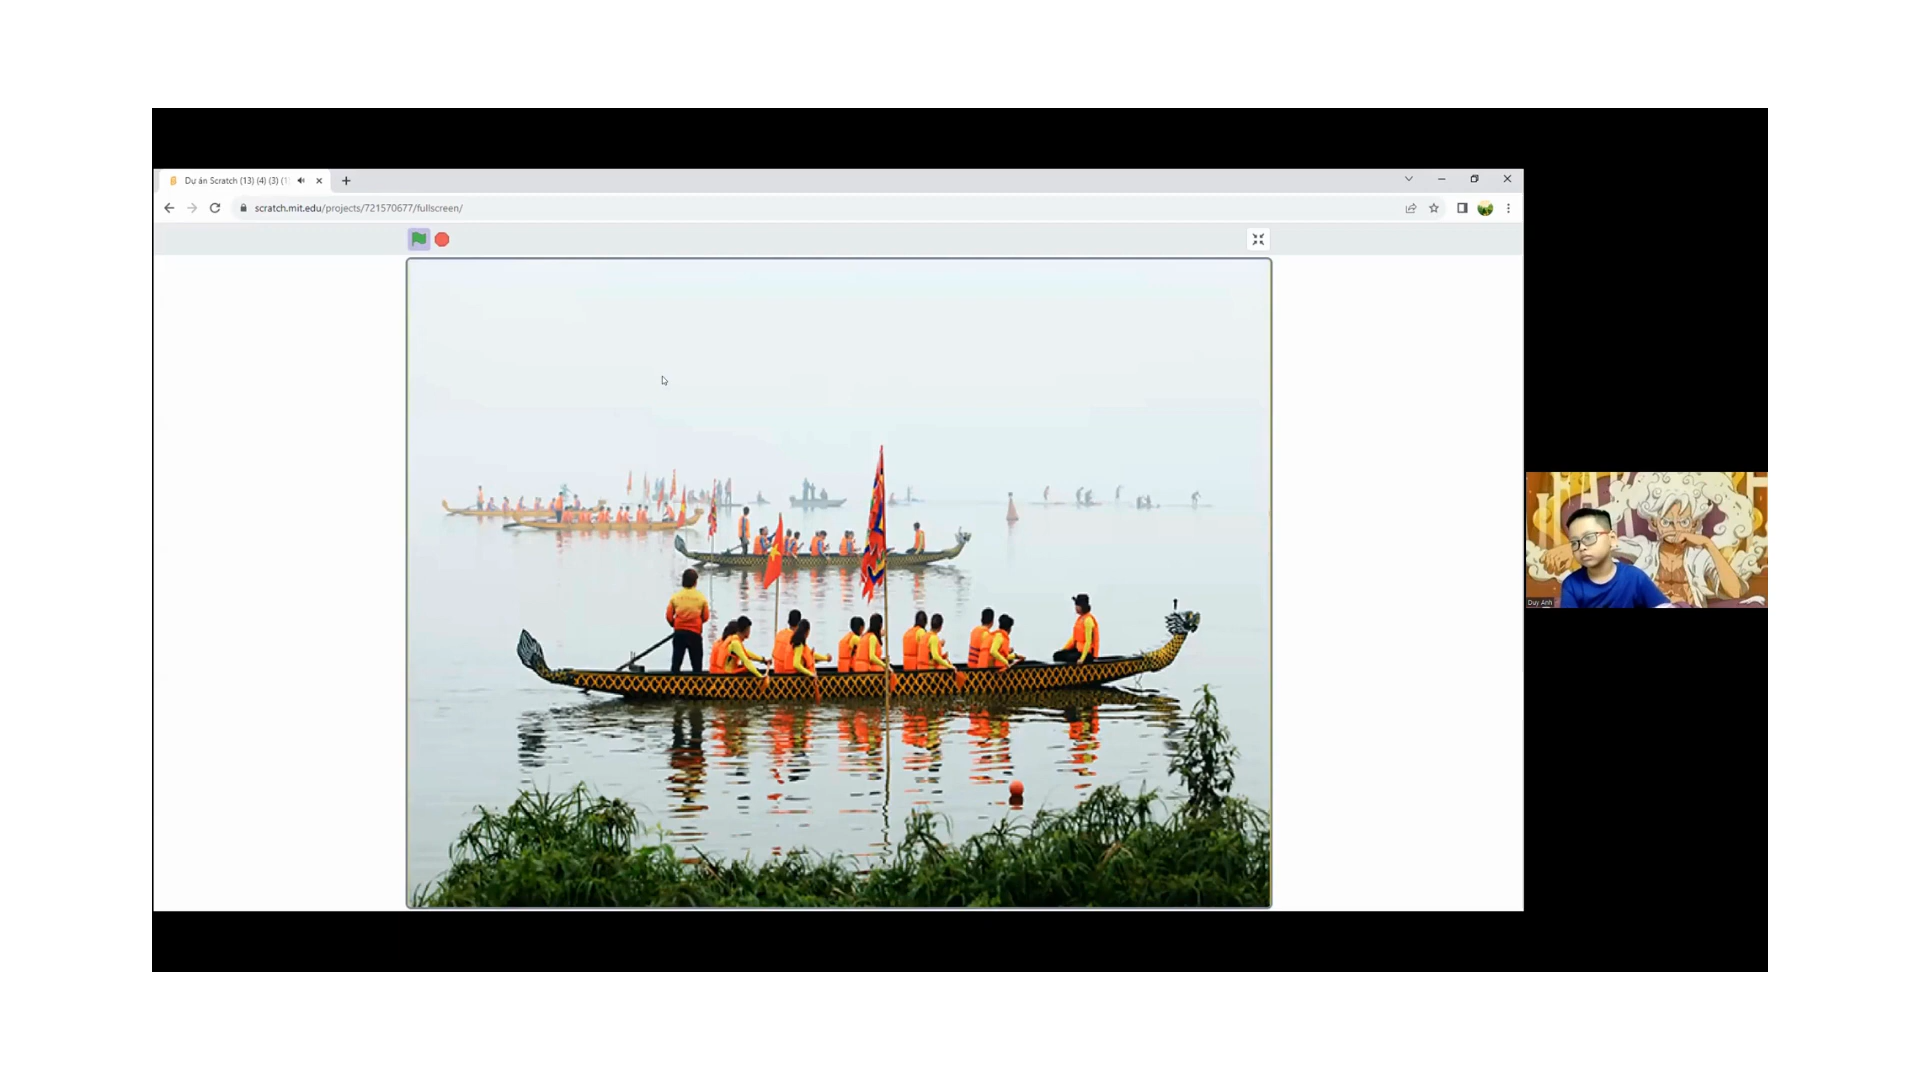 Dự án Scratch (13) (4) (3) (1
scratch.mit.edu/projects/721570677/fullscreen/
Duy Anh